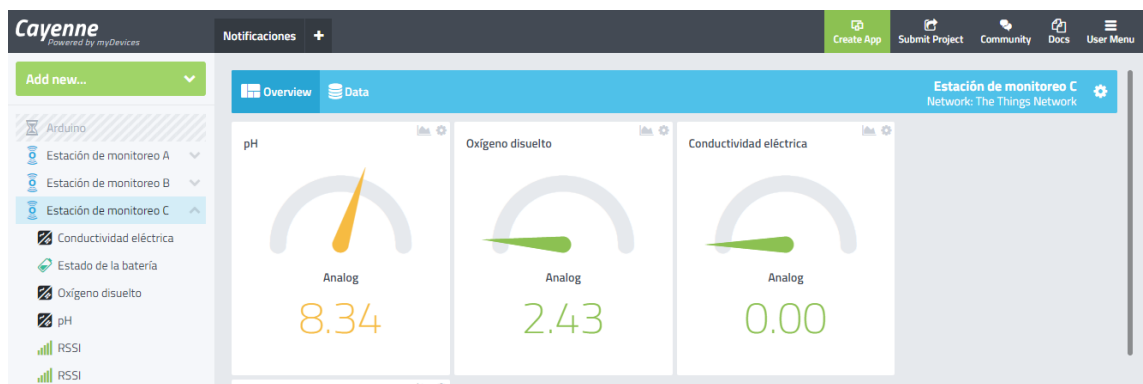 Cayenne
Powered by myDevices
Notificaciones +
Create App
Submit Project
Community
Docs
User Menu
Add new...
Overview
Data
Estación de monitoreo C
Network: The Things Network
Arduino
Estación de monitoreo A
Estación de monitoreo B
Estación de monitoreo C
Conductividad eléctrica
Estado de la batería
Oxígeno disuelto
pH
RSSI
RSSI
pH
Analog
8.34
Oxígeno disuelto
Analog
2.43
Conductividad eléctrica
Analog
0.00